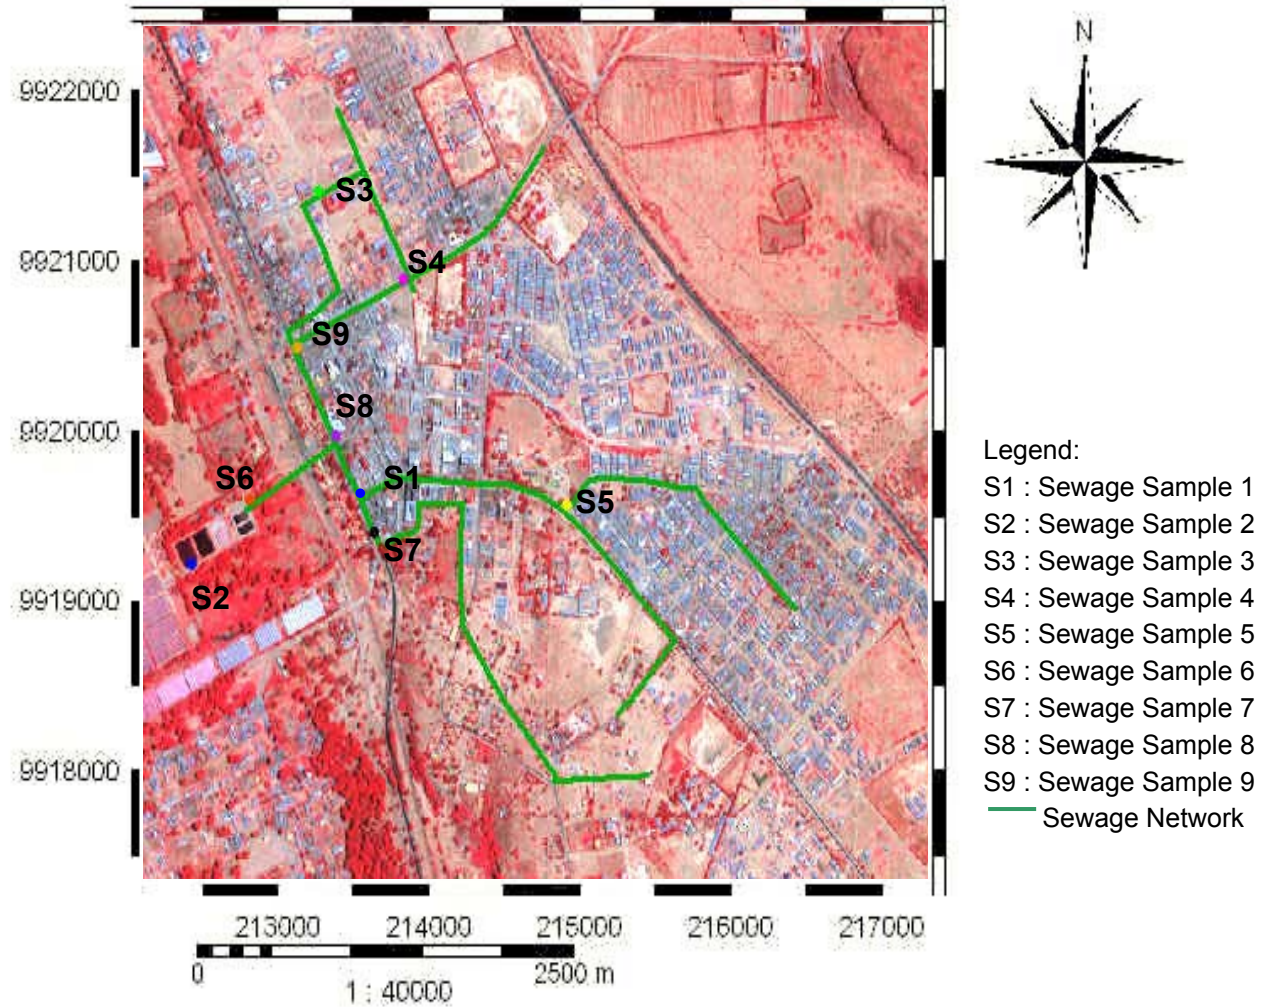 N
9922000
S3
9921000
S4
S9
S8
9920000
S6
S1
S5
S7
S2
9919000
9918000
213000 214000 215000 216000 217000
0 2500 m
1 : 40000
Legend:
S1 : Sewage Sample 1
S2 : Sewage Sample 2
S3 : Sewage Sample 3
S4 : Sewage Sample 4
S5 : Sewage Sample 5
S6 : Sewage Sample 6
S7 : Sewage Sample 7
S8 : Sewage Sample 8
S9 : Sewage Sample 9
Sewage Network